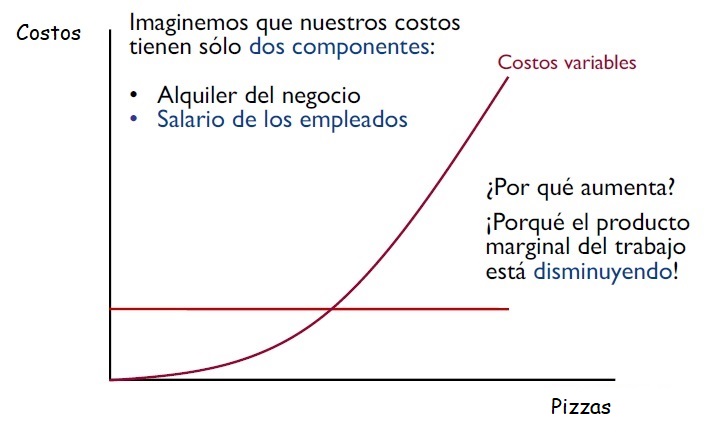 Costos
Imaginemos que nuestros costos
tienen sólo dos componentes:
• Alquiler del negocio
• Salario de los empleados
Costos variables
¿Por qué aumenta?
¡Porqué el producto
marginal del trabajo
está disminuyendo!
Pizzas